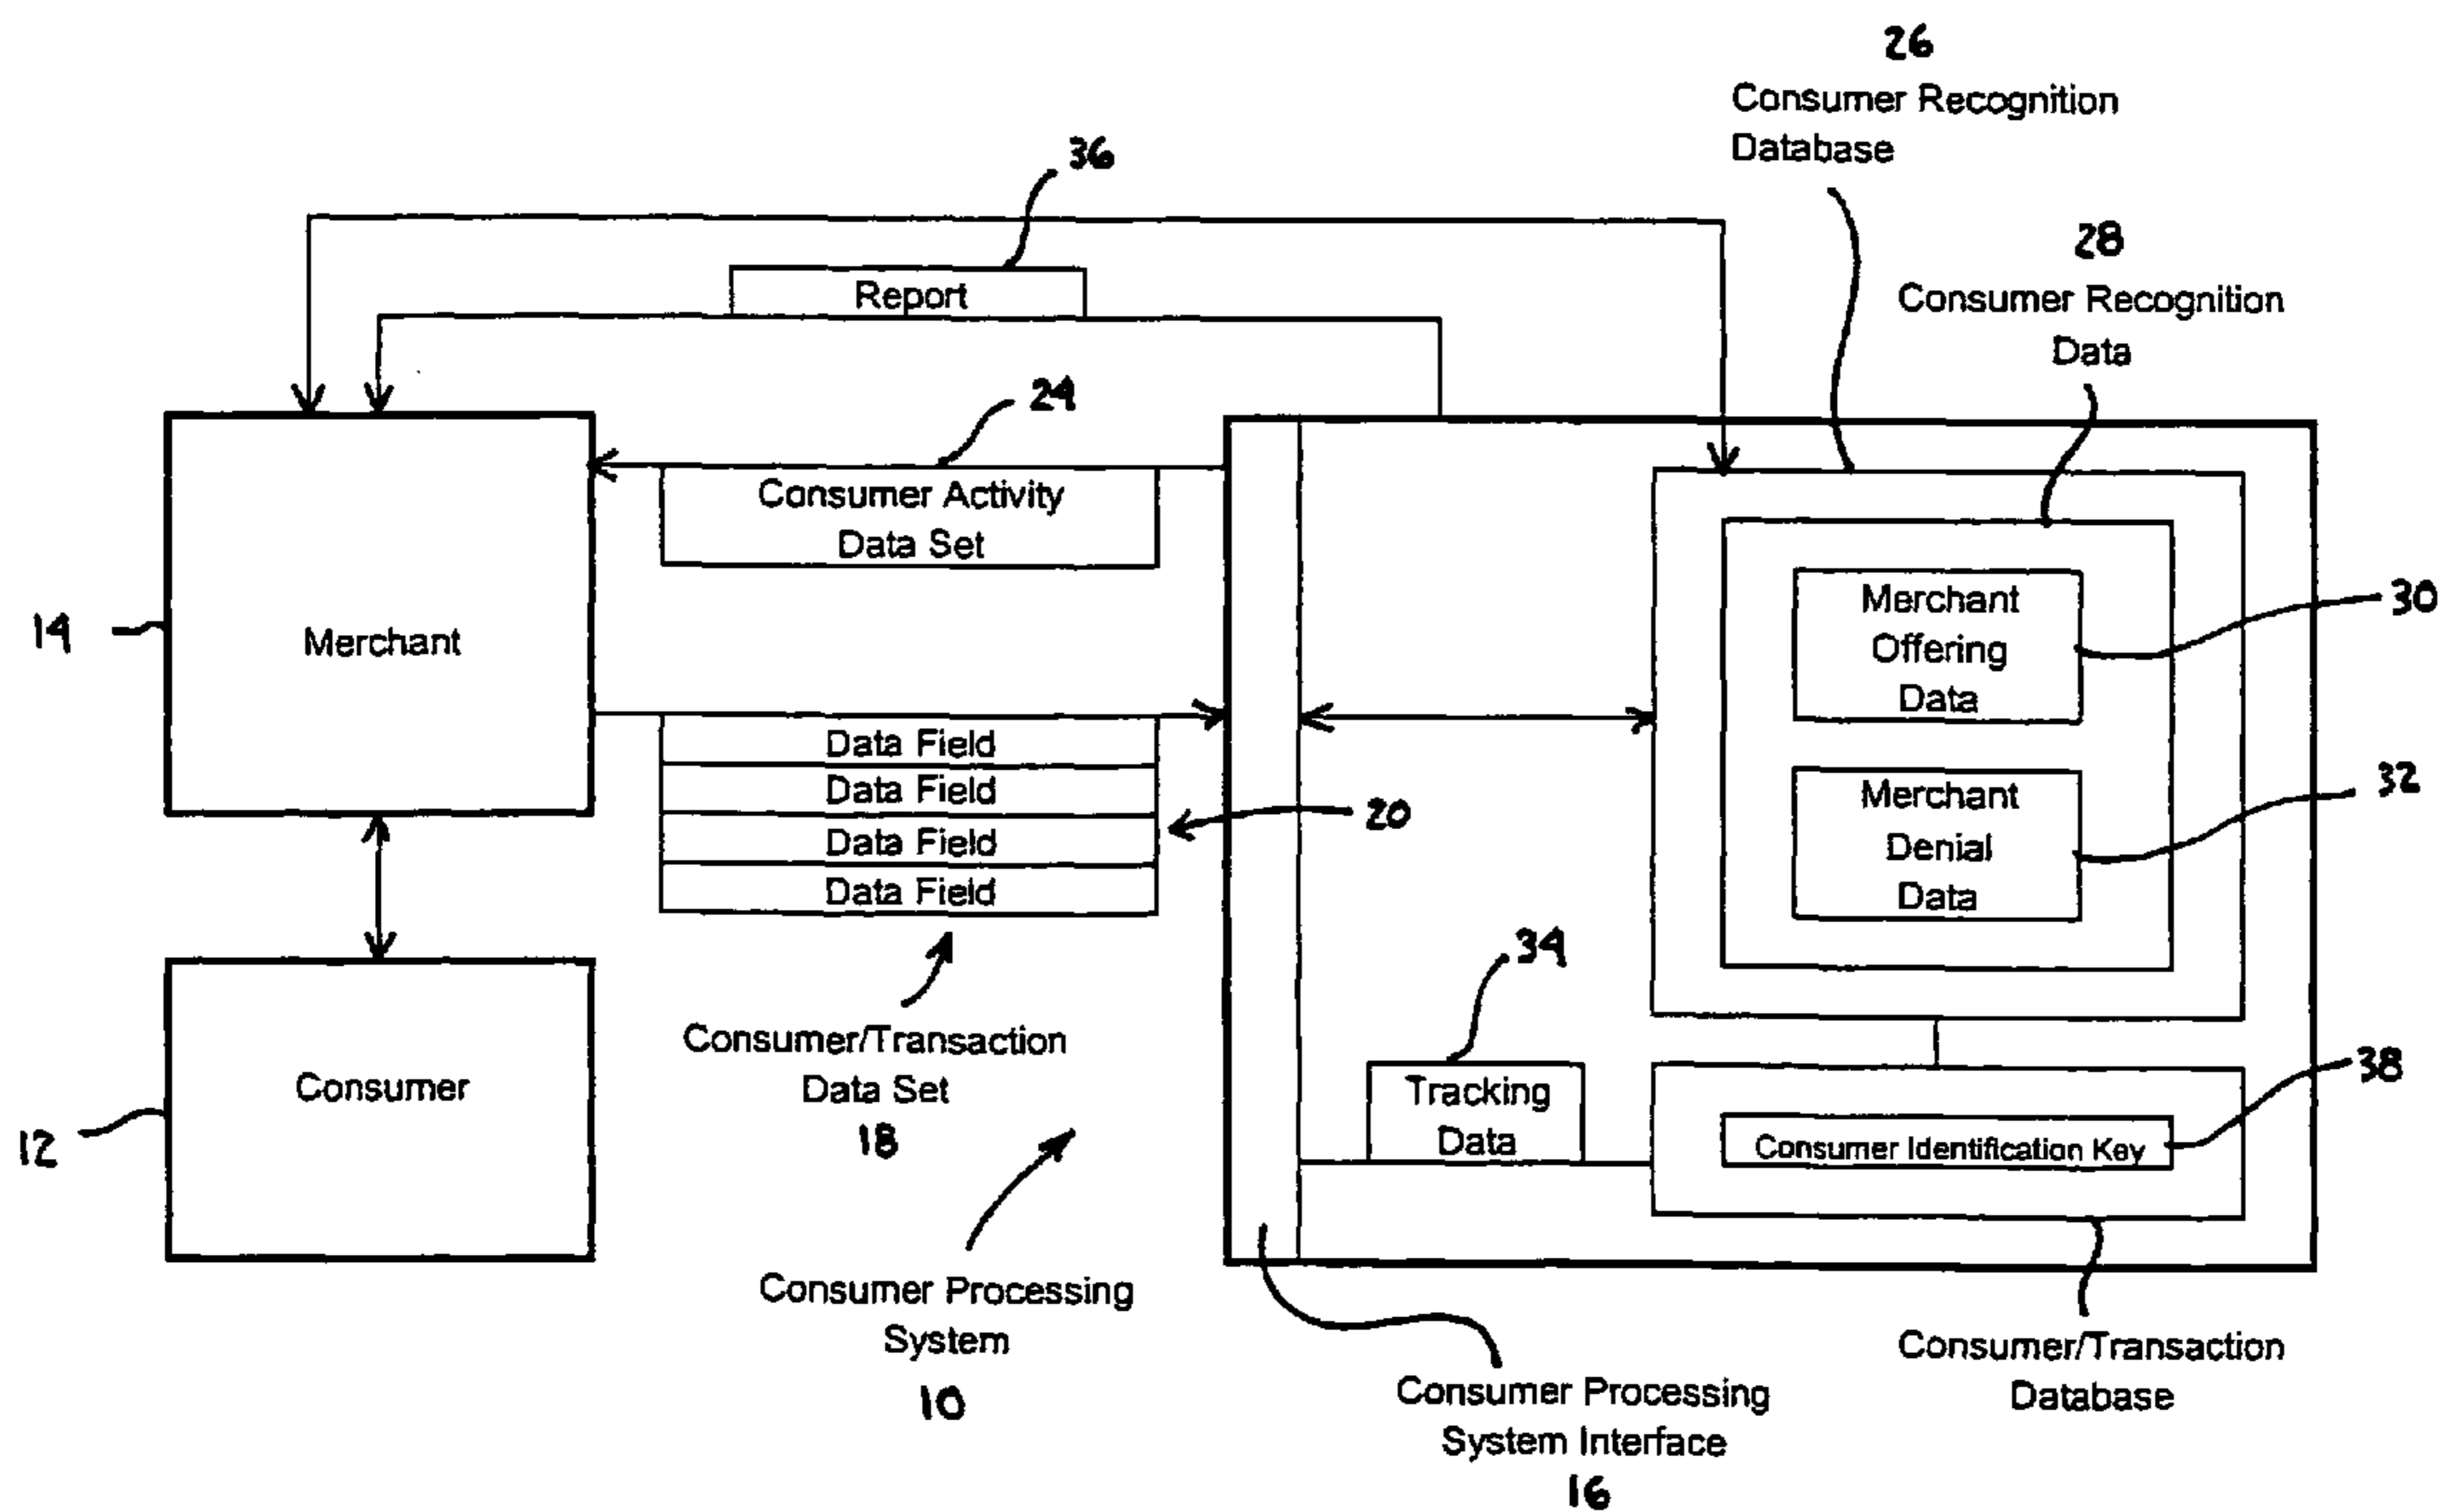 26
Consumer Recognition
Database
36
28
Consumer Recognition
Data
Report
24
Consumer Activity
Data Set
Merchant
14
Merchant
Offering
Data
30
Data Field
Data Field
Data Field
Data Field
20
Merchant
Denial
Data
32
34
Consumer/Transaction
Data Set
18
Tracking
Data
Consumer
12
38
Consumer Identification Key
Consumer Processing
System
10
Consumer Processing
System Interface
16
Consumer/Transaction
Database